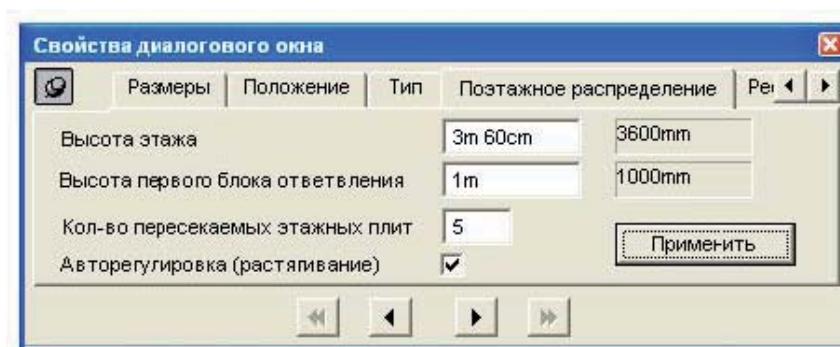 Свойства диалогового окна
Размеры Положение Тип Поэтажное распределение
Высота этажа 3m 60cm 3600mm
Высота первого блока ответвления 1m 1000mm
Кол-во пересекаемых этажных плит 5
Применить
Авторегулировка (растягивание)